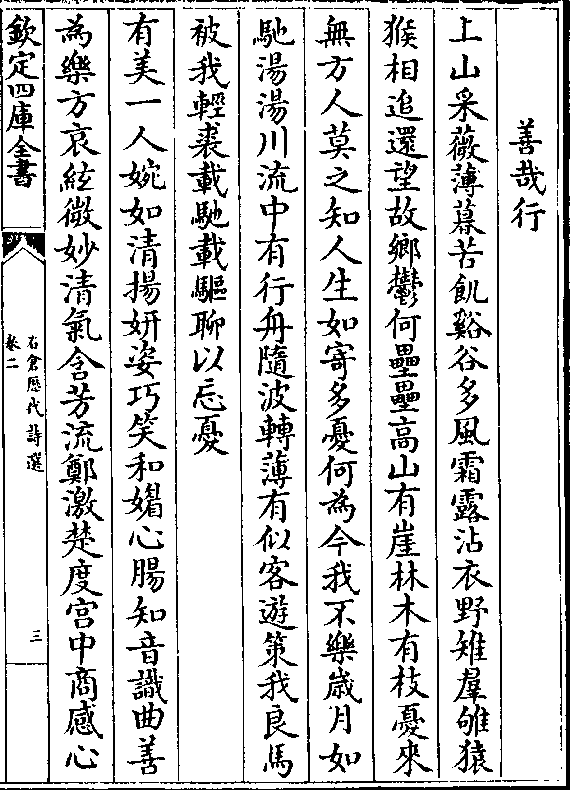 善哉行
上山采薇薄暮苦飢谿谷多風霜露沾衣野雉羣雊猿
猴相追還望故鄉鬱何壘壘高山有崖林木有枝憂來
無方人莫之知人生如寄多憂何為今我不樂歳月如
馳湯湯川流中有行舟隨波轉薄有似客遊策我良馬
被我輕裘載馳載驅聊以忘憂
有美一人婉如清揚妍姿巧笑和媚心腸知音識曲善
為樂方哀絃微妙清氣含芳流鄭激楚度宫中商感心
欽定四庫全書
石倉歴代詩選
卷二
三